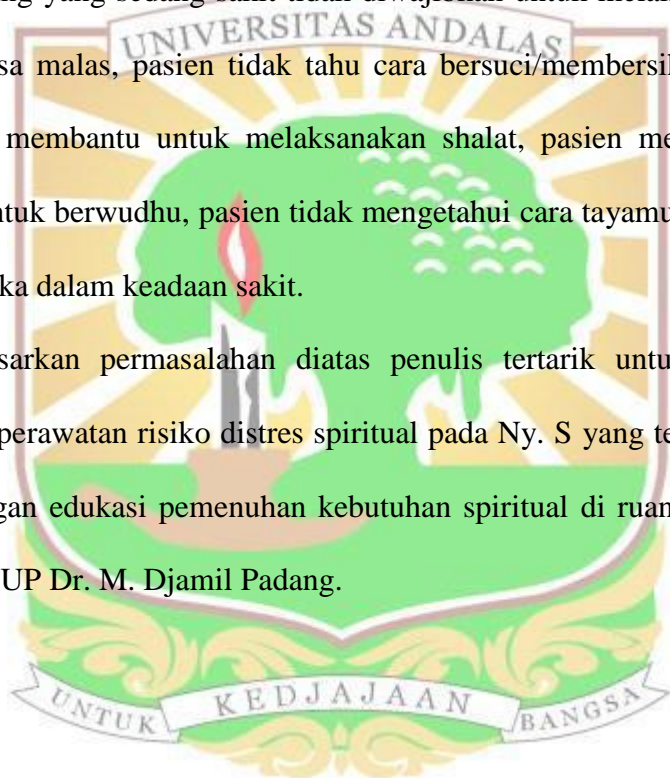 yang sedang sakit tidak diwajibkan untuk
UNIVERSITAS ANDALAS
sa malas, pasien tidak tahu cara bersuci/membersi
membantu untuk melaksanakan shalat, pasien me
ntuk berwudhu, pasien tidak mengetahui cara tayamu
ka dalam keadaan sakit.
sarkan permasalahan diatas penulis tertarik untu
perawatan risiko distres spiritual pada Ny. S yang te
gan edukasi pemenuhan kebutuhan spiritual di ruan
UP Dr. M. Djamil Padang.
UNTUK KEDJAJAAN BANGSA